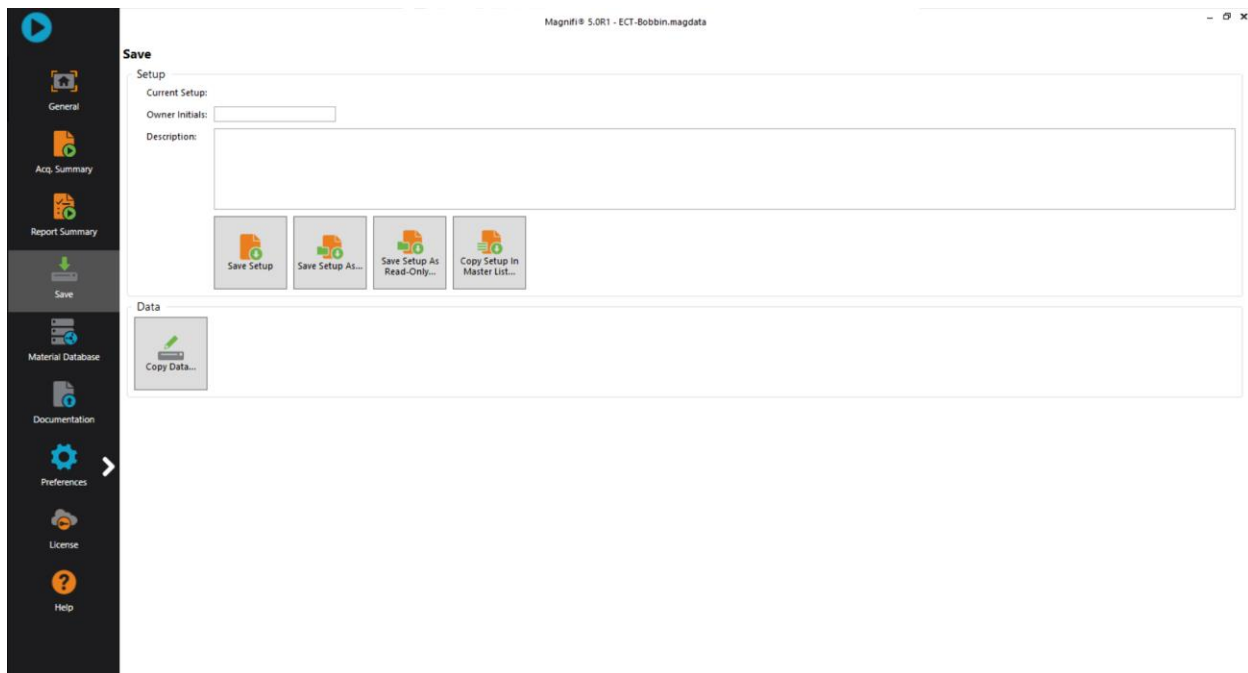 Magnifi® 5.0R1 - ECT-Bobbin.magdata
Save
General
Acq. Summary
Report Summary
Save
Material Database
Documentation
Preferences
License
Help
Setup
Current Setup:
Owner Initials:
Description:
Save Setup
Save Setup As...
Save Setup As
Read-Only...
Copy Setup In
Master List...
Data
Copy Data...